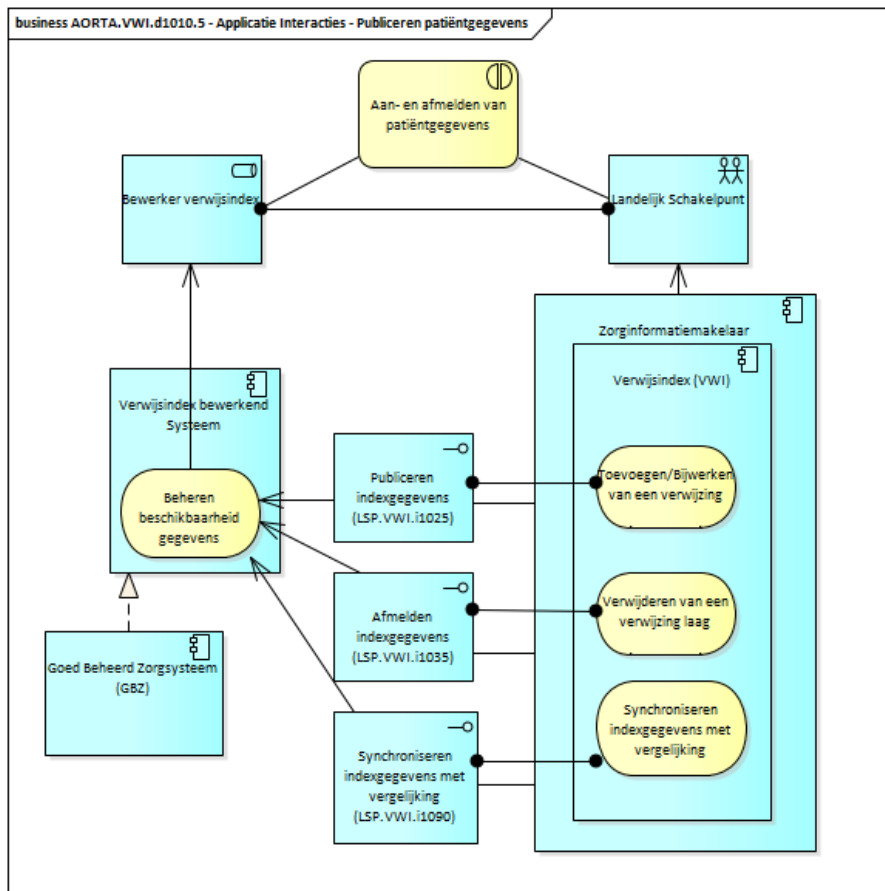 business AORTA.VWI.d1010.5 - Applicatie Interacties - Publiceren patiëntgegevens
Aan- en afmelden van
patiëntgegevens
Bewerker verwijsindex
Landelijk Schakelpunt
Zorginformatiemakelaar
Verwijsindex (VWI)
Verwijsindex bewerkend
Systeem
Beheren
beschikbaarheid
gegevens
Publiceren
indexgegevens
(LSP.VWI.i1025)
Toevoegen/Bijwerken
van een verwijzing
Afmelden
indexgegevens
(LSP.VWI.i1035)
Verwijderen van een
verwijzing laag
Goed Beheerd Zorgsysteem
(GBZ)
Synchroniseren
indexgegevens met
vergelijking
(LSP.VWI.i1090)
Synchroniseren
indexgegevens met
vergelijking